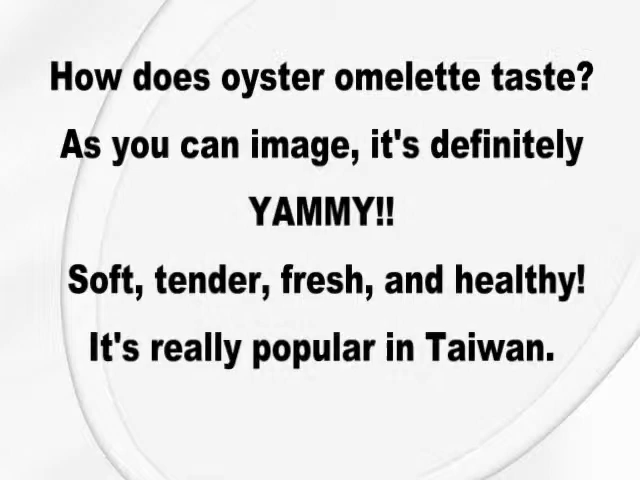 How does oyster omelette taste?
As you can image, it's definitely
YAMMY!!
Soft, tender, fresh, and healthy!
It's really popular in Taiwan.